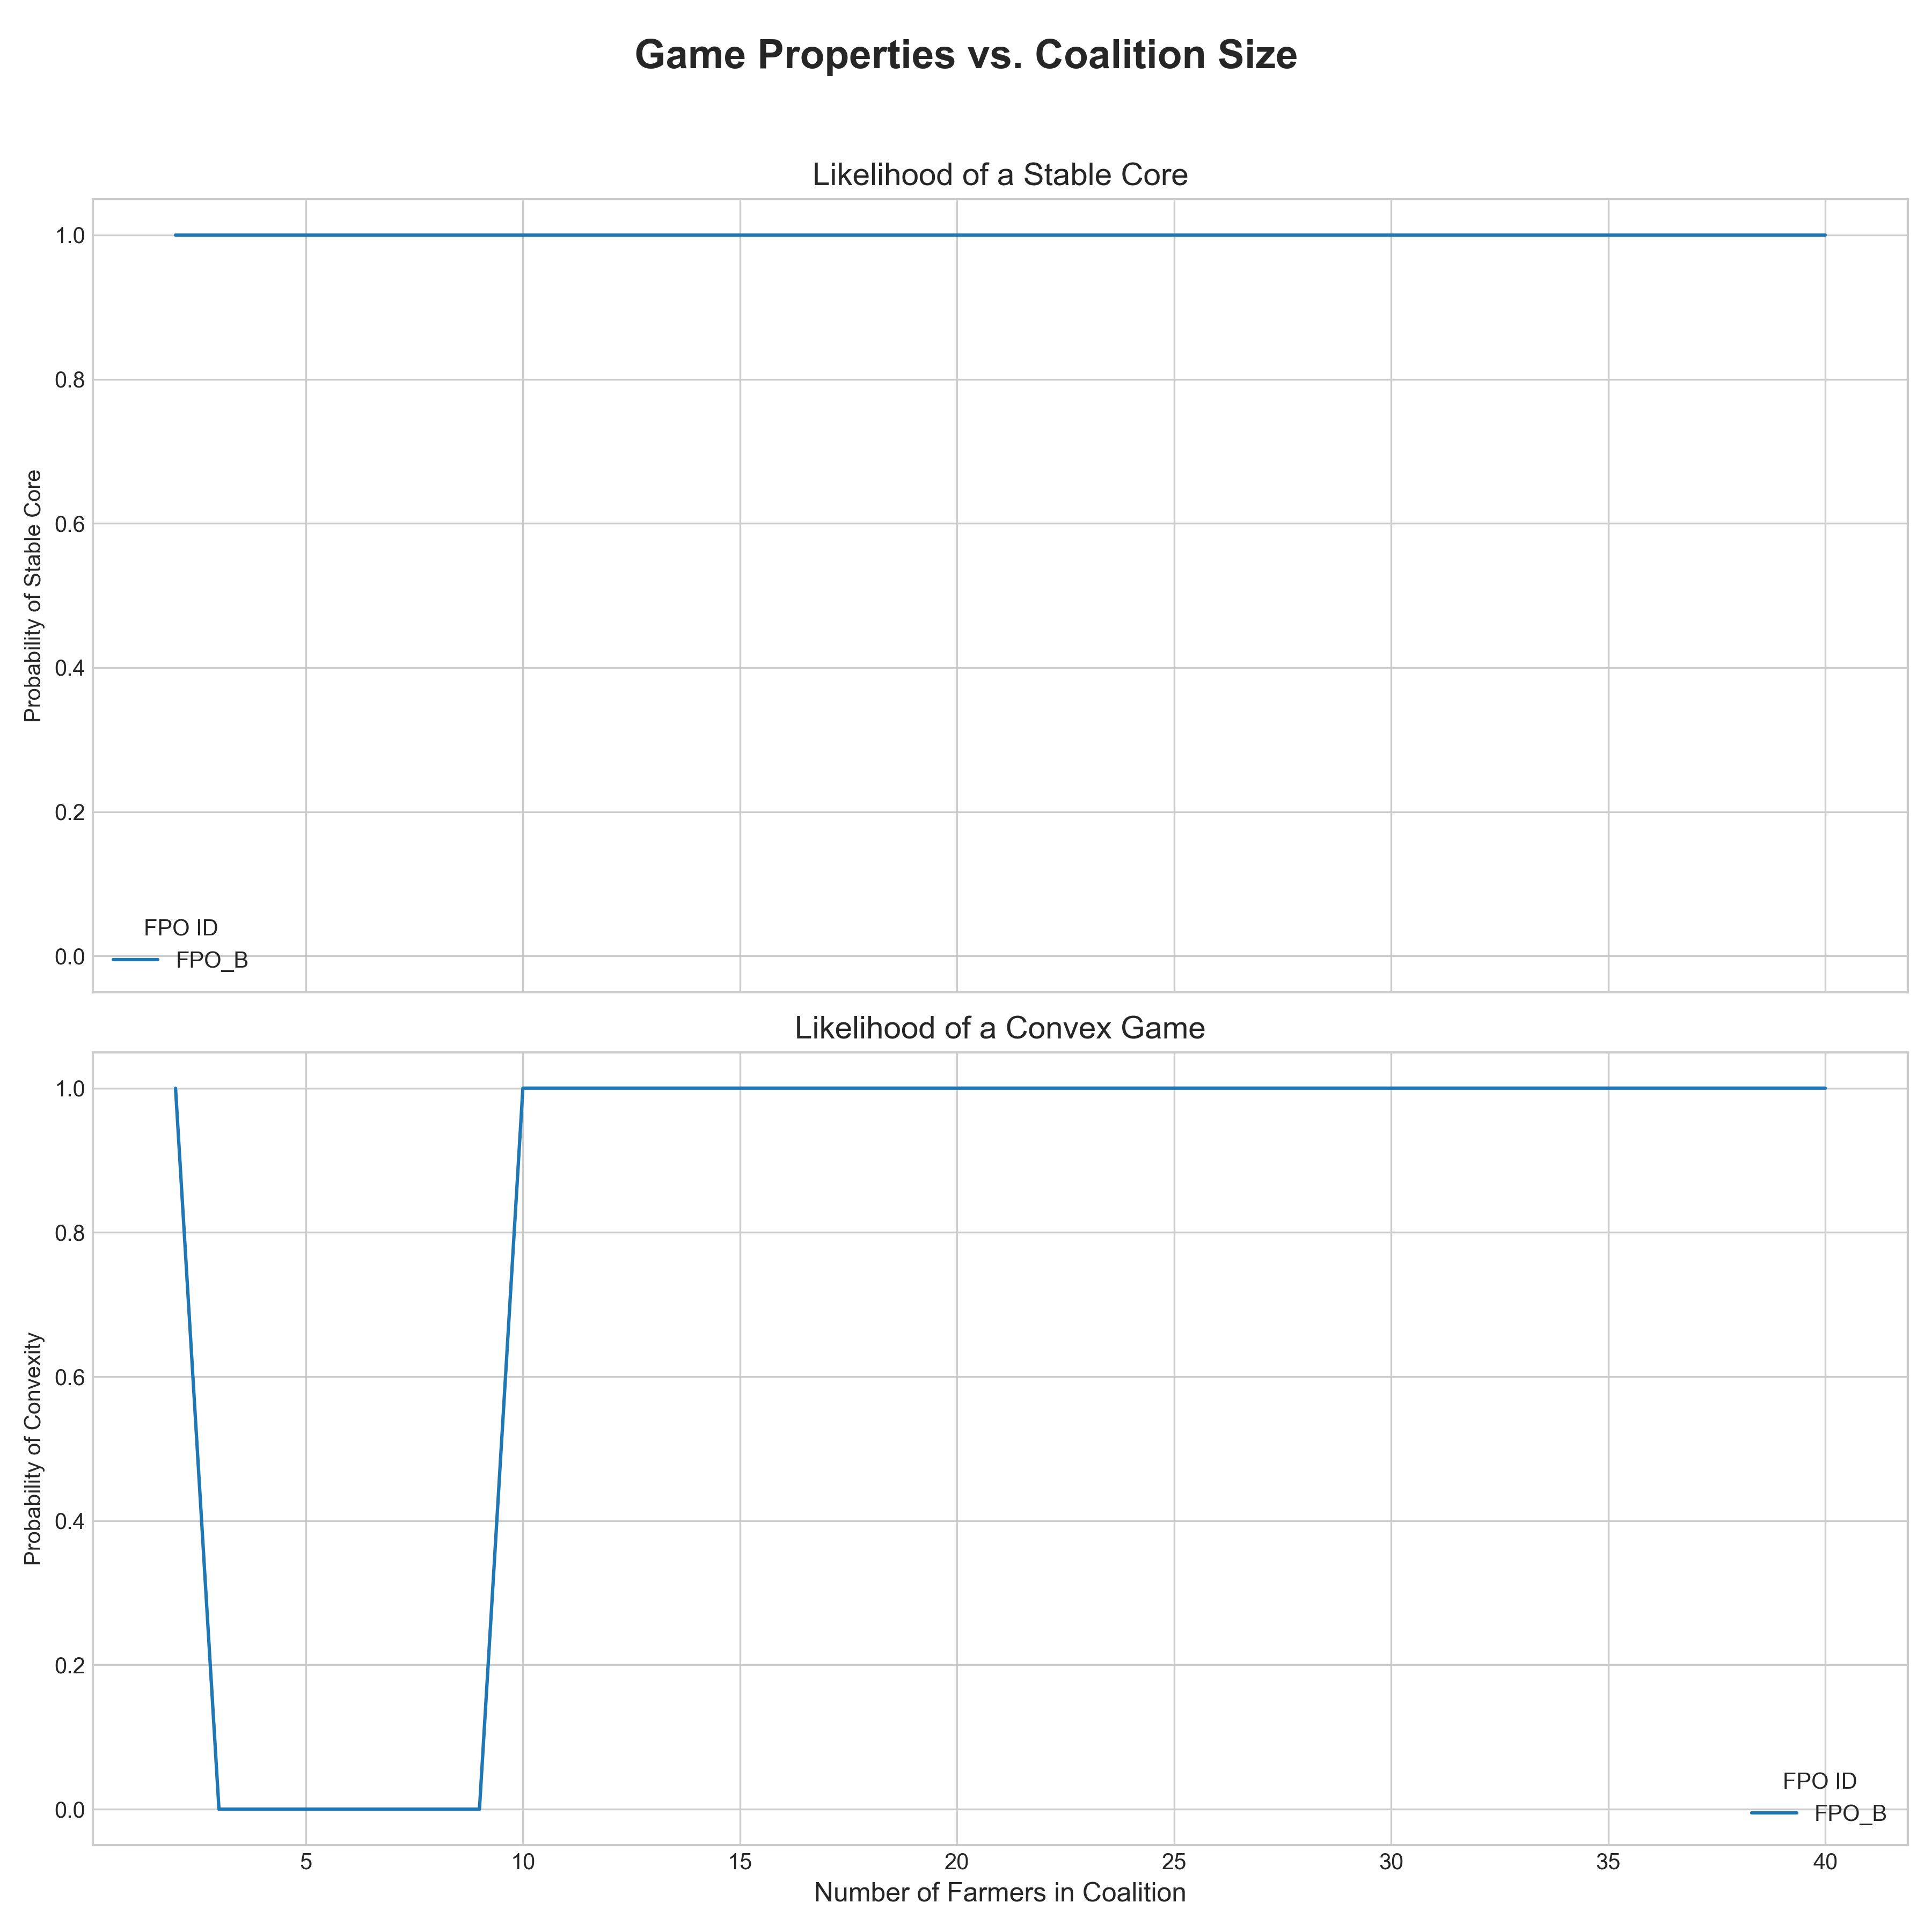 Game Properties vs. Coalition Size
Likelihood of a Stable Core
Probability of Stable Core
1.0
0.8
0.6
0.4
0.2
0.0
FPO ID
FPO_B
Likelihood of a Convex Game
Probability of Convexity
1.0
0.8
0.6
0.4
0.2
0.0
FPO ID
FPO_B
5 10 15 20 25 30 35 40
Number of Farmers in Coalition